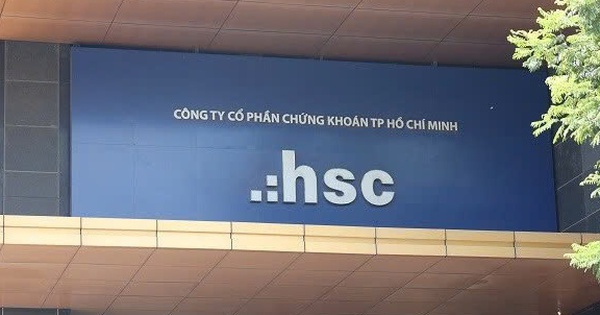 CÔNG TY CỔ PHẦN CHỨNG KHOÁN TP HỒ CHÍ MINH
.:hsc